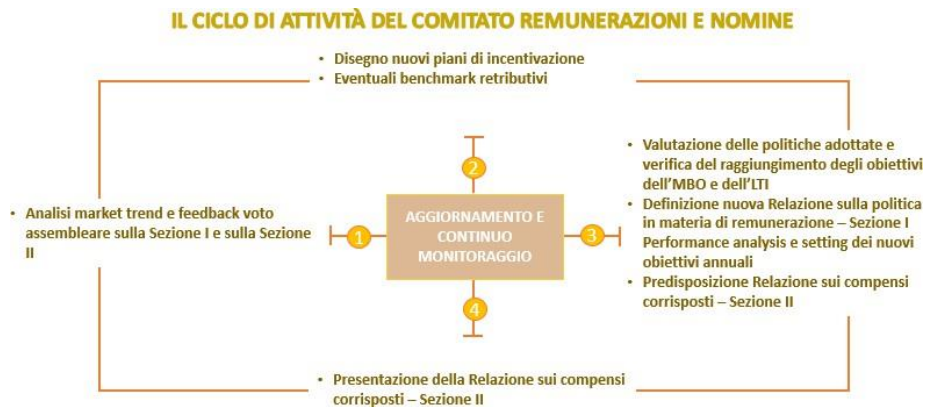 IL CICLO DI ATTIVITÀ DEL COMITATO REMUNERAZIONI E NOMINE
• Disegno nuovi piani di incentivazione
• Eventuali benchmark retributivi
• Analisi market trend e feedback voto
assembleare sulla Sezione I e sulla Sezione
II
1
2
AGGIORNAMENTO E
CONTINUO
MONITORAGGIO
3
4
• Valutazione delle politiche adottate e
verifica del raggiungimento degli obiettivi
dell'MBO e dell'LTI
• Definizione nuova Relazione sulla politica
in materia di remunerazione – Sezione I
Performance analysis e setting dei nuovi
obiettivi annuali
• Predisposizione Relazione sui compensi
corrisposti – Sezione II
• Presentazione della Relazione sui compensi
corrisposti – Sezione II